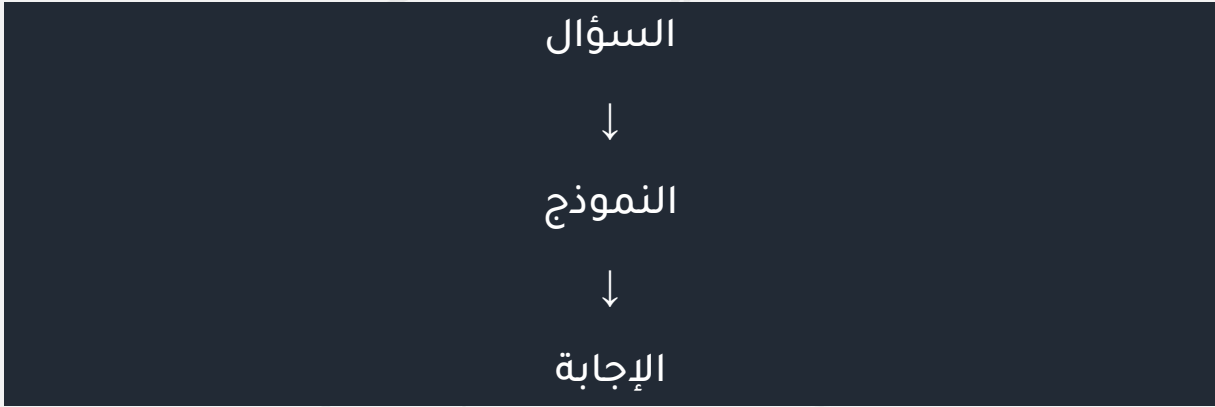 السؤال
↓
النموذج
↓
الإجابة